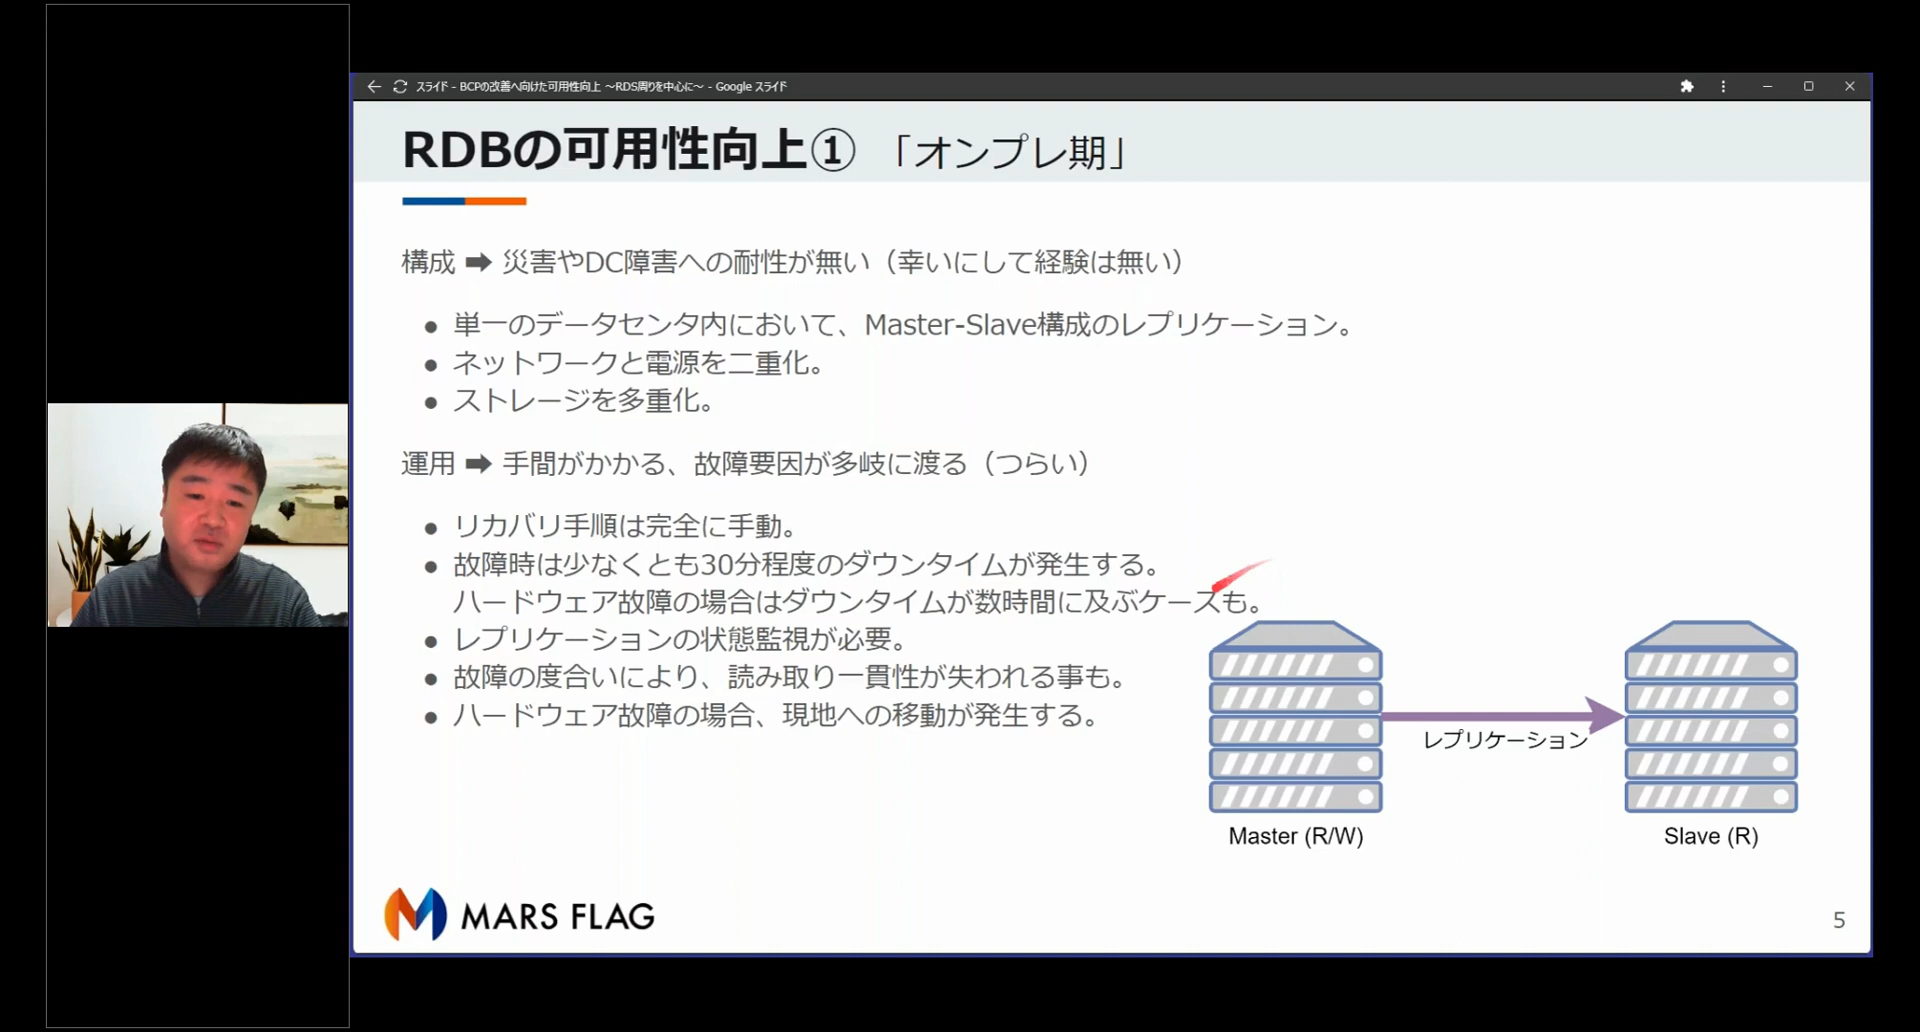 スライド - BCPの改善へ向けた可用性向上 ～RDS周りを中心に～ - Google スライド
RDBの可用性向上① 「オンプレ期」
構成 ➡ 災害やDC障害への耐性が無い（幸いにして経験は無い）
● 単一のデータセンタ内において、Master-Slave構成のレプリケーション。
● ネットワークと電源を二重化。
● ストレージを多重化。
運用 ➡ 手間がかかる、故障要因が多岐に渡る（つらい）
● リカバリ手順は完全に手動。
● 故障時は少なくとも30分程度のダウンタイムが発生する。
ハードウェア故障の場合はダウンタイムが数時間に及ぶケースも。
● レプリケーションの状態監視が必要。
● 故障の度合いにより、読み取り一貫性が失われる事も。
● ハードウェア故障の場合、現地への移動が発生する。
レプリケーション
Master (R/W)
Slave (R)
MARS FLAG
5